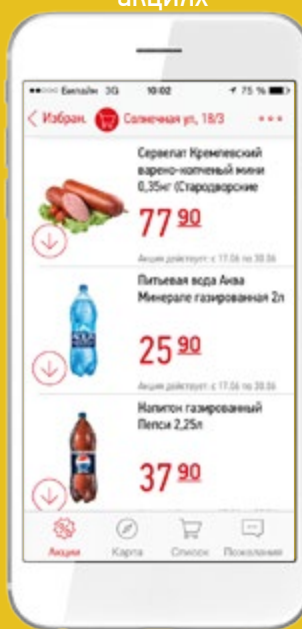 акциях
Билайн 3G 10:02 75 %
Избран. Солнечная ул, 18/3
Сервелат Кремлевский
варено-копченый мини
0,35кг (Стародворские
77 90
Акция действует: с 17.06 по 30.06
Питьевая вода Аква
Минерале газированная 2л
25 90
Акция действует: с 17.06 по 30.06
Напиток газированный
Пепси 2,25л
37 90
Акции Карта Список Пожелания